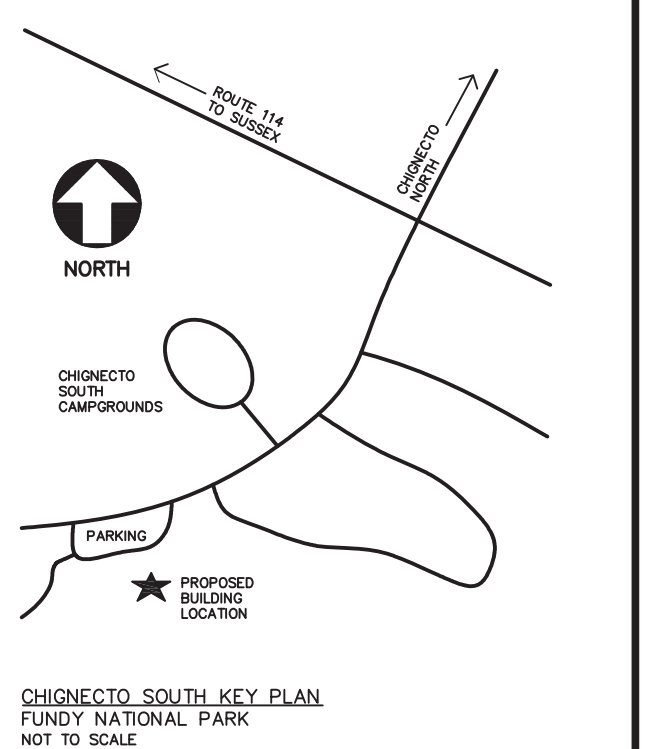 ROUTE 114
TO SUSSEX
CHIGNECTO
NORTH
NORTH
CHIGNECTO
SOUTH
CAMPGROUNDS
PARKING
PROPOSED
BUILDING
LOCATION
CHIGNECTO SOUTH KEY PLAN
FUNDY NATIONAL PARK
NOT TO SCALE